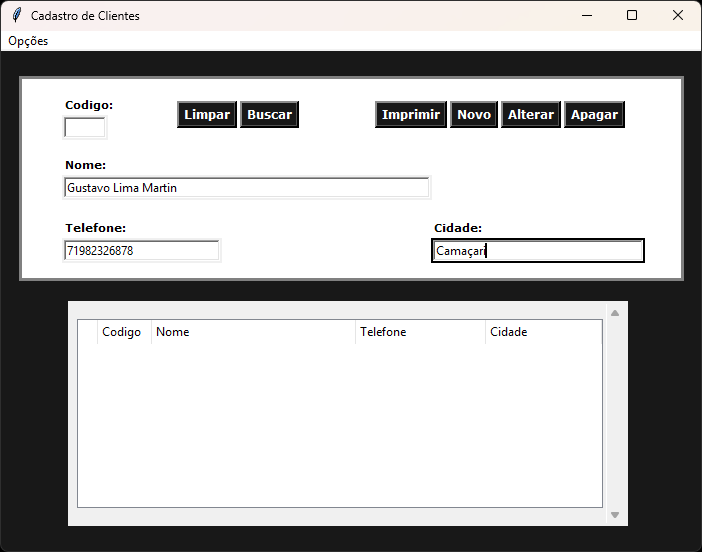 Cadastro de Clientes
Opções
Codigo:
Limpar Buscar Imprimir Novo Alterar Apagar
Nome:
Gustavo Lima Martin
Telefone: Cidade:
71982326878 Camaçari
Codigo Nome Telefone Cidade